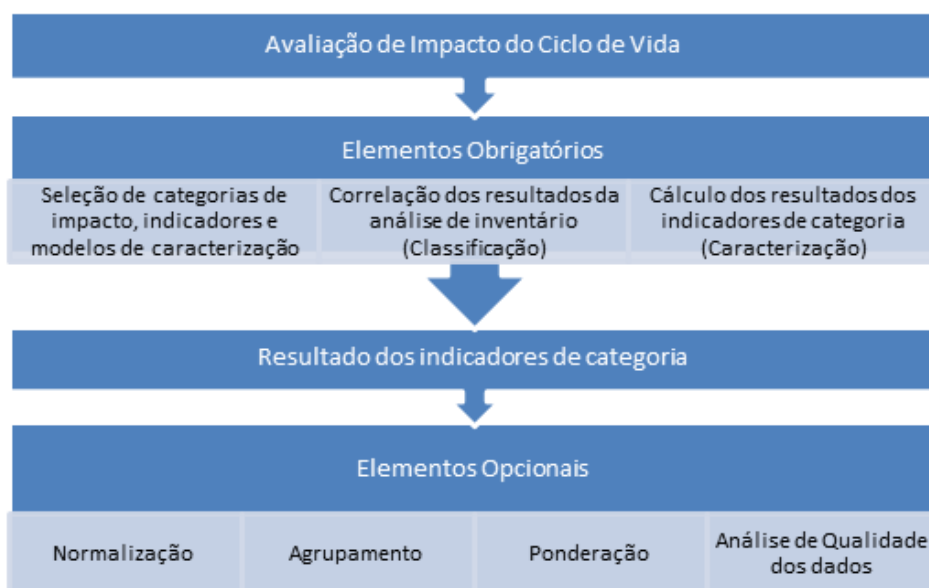 Avaliação de Impacto do Ciclo de Vida
Elementos Obrigatórios
Seleção de categorias de
impacto, indicadores e
modelos de caracterização
Correlação dos resultados da
análise de inventário
(Classificação)
Cálculo dos resultados dos
indicadores de categoria
(Caracterização)
Resultado dos indicadores de categoria
Elementos Opcionais
Normalização
Agrupamento
Ponderação
Análise de Qualidade
dos dados